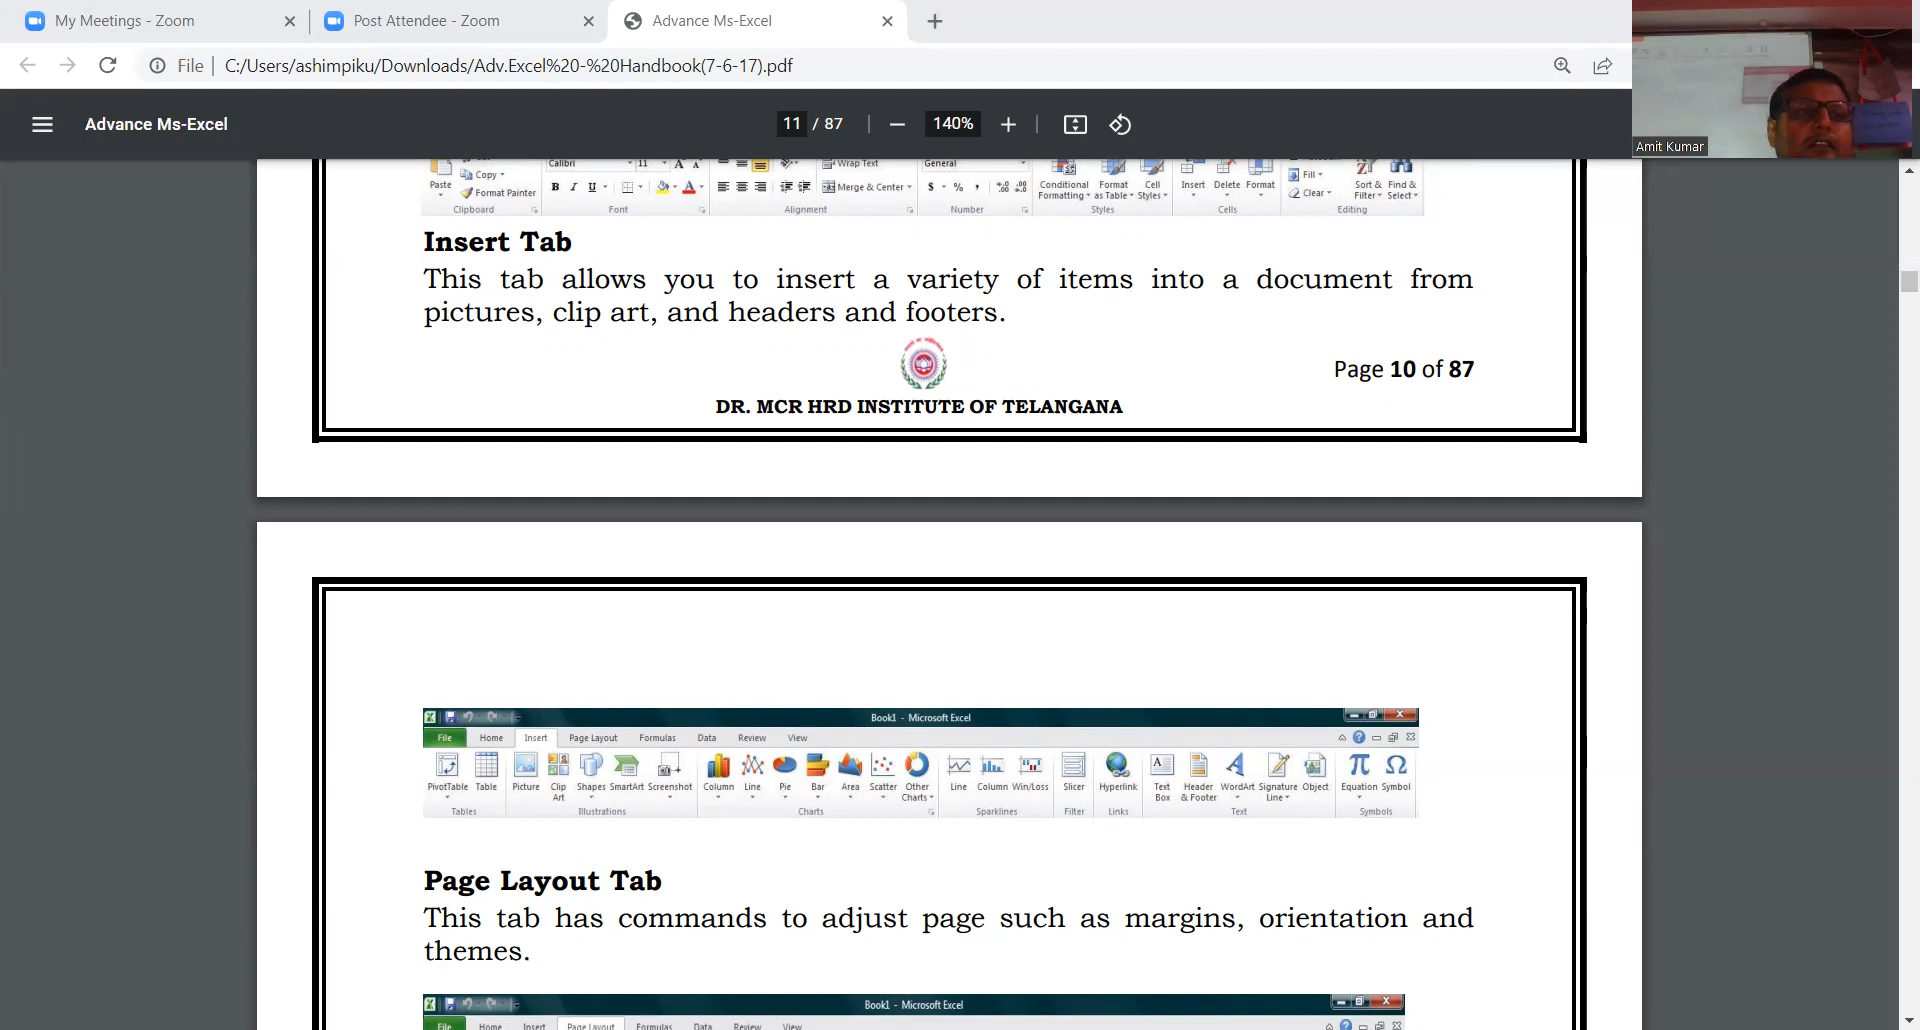 My Meetings - Zoom
Post Attendee - Zoom
Advance Ms-Excel
File
C:/Users/ashimpiku/Downloads/Adv.Excel%20-%20Handbook(7-6-17).pdf
Advance Ms-Excel
11 / 87
140%
Amit Kumar
Calibri 11 Wrap Text General
Copy
Paste Format Painter
B I U Merge & Center $ % , Conditional Formatting Format as Table Cell Styles Insert Delete Format Fill Clear Sort & Filter Find & Select
Clipboard Font Alignment Number Styles Cells Editing
Insert Tab
This tab allows you to insert a variety of items into a document from
pictures, clip art, and headers and footers.
Page 10 of 87
DR. MCR HRD INSTITUTE OF TELANGANA
Book1 - Microsoft Excel
File Home Insert Page Layout Formulas Data Review View
PivotTable Table Picture Clip Art Shapes SmartArt Screenshot Column Line Pie Bar Area Scatter Other Charts Line Column Win/Loss Slicer Hyperlink Text Box Header & Footer WordArt Signature Line Object Equation Symbol
Tables Illustrations Charts Sparklines Filter Links Text Symbols
Page Layout Tab
This tab has commands to adjust page such as margins, orientation and
themes.
Book1 - Microsoft Excel
File Home Insert Page Layout Formulas Data Review View